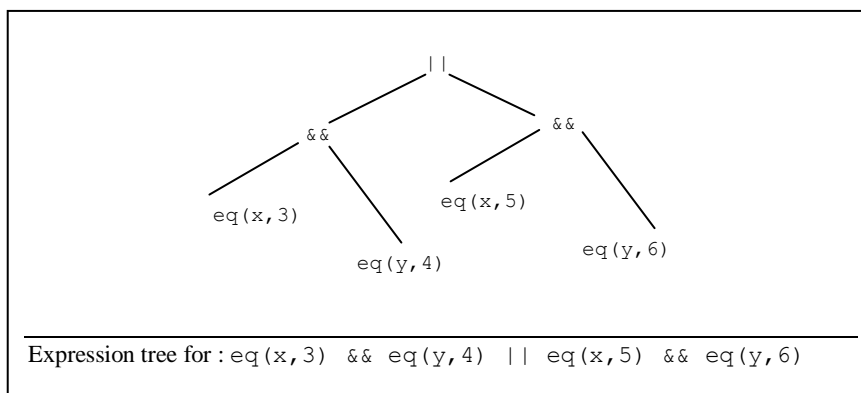 ||
&&
&&
eq(x,3)
eq(x,5)
eq(y,4)
eq(y,6)
Expression tree for : eq(x,3) && eq(y,4) || eq(x,5) && eq(y,6)